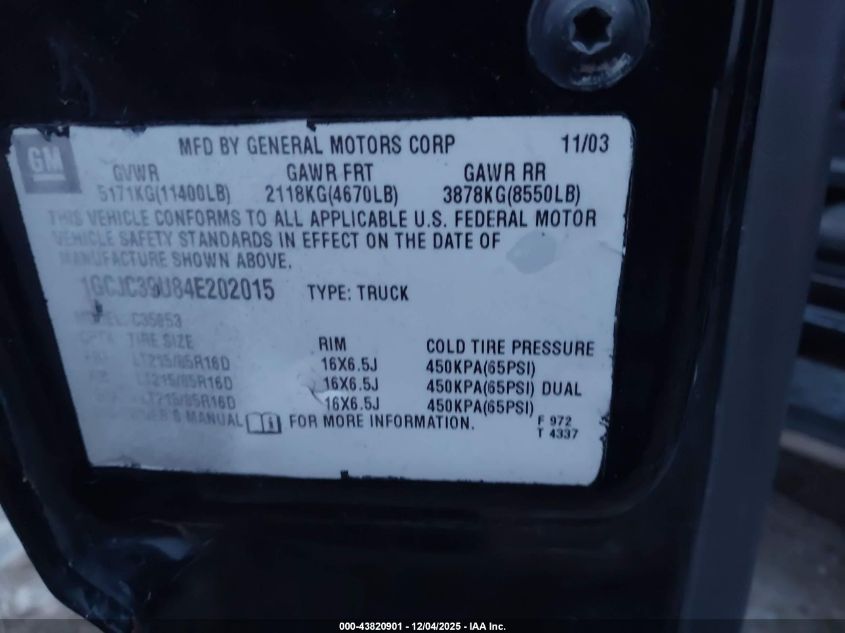 GM
MFD BY GENERAL MOTORS CORP 11/03
GVWR GAWR FRT GAWR RR
5171KG(11400LB) 2118KG(4670LB) 3878KG(8550LB)
THIS VEHICLE CONFORMS TO ALL APPLICABLE U.S. FEDERAL MOTOR
VEHICLE SAFETY STANDARDS IN EFFECT ON THE DATE OF
MANUFACTURE SHOWN ABOVE.
1GCJC39U84E202015 TYPE: TRUCK
MODEL: C35953
TIRE SIZE RIM COLD TIRE PRESSURE
LT215/85R16D 16X6.5J 450KPA(65PSI)
LT215/85R16D 16X6.5J 450KPA(65PSI) DUAL
LT215/85R16D 16X6.5J 450KPA(65PSI)
OWNER'S MANUAL FOR MORE INFORMATION.
F 972
T 4337
000-43820901 - 12/04/2025 - IAA Inc.